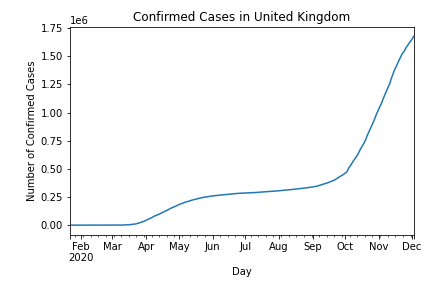 Confirmed Cases in United Kingdom
1e6
Number of Confirmed Cases
1.75
1.50
1.25
1.00
0.75
0.50
0.25
0.00
Feb Mar Apr May Jun Jul Aug Sep Oct Nov Dec
2020
Day